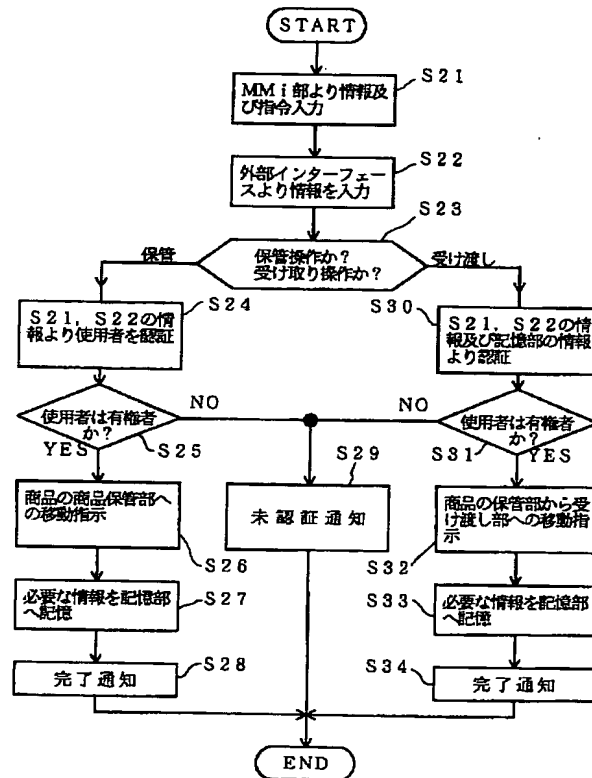 START
S21
MMi部より情報及
び指令入力
S22
外部インターフェー
スより情報を入力
S23
保管操作か?
受け取り操作か?
保管
受け渡し
S24
S21, S22の情
報より使用者を認証
S30
S21, S22の情
報及び記憶部の情報
より認証
使用者は有権者
か?
NO
YES
S25
NO
使用者は有権者
か?
S31
YES
S29
商品の商品保管部へ
の移動指示
S26
未認証通知
商品の保管部から受
け渡し部への移動指
示
S32
必要な情報を記憶部
へ記憶
S27
S33
必要な情報を記憶部
へ記憶
完了通知
S28
S34
完了通知
END